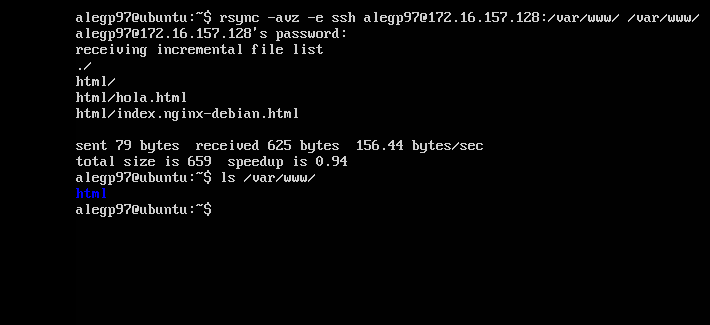 alegp97@ubuntu:~$ rsync -avz -e ssh alegp97@172.16.157.128:/var/www/ /var/www/
alegp97@172.16.157.128's password:
receiving incremental file list
./
html/
html/hola.html
html/index.nginx-debian.html
sent 79 bytes  received 625 bytes  156.44 bytes/sec
total size is 659  speedup is 0.94
alegp97@ubuntu:~$ ls /var/www/
html
alegp97@ubuntu:~$